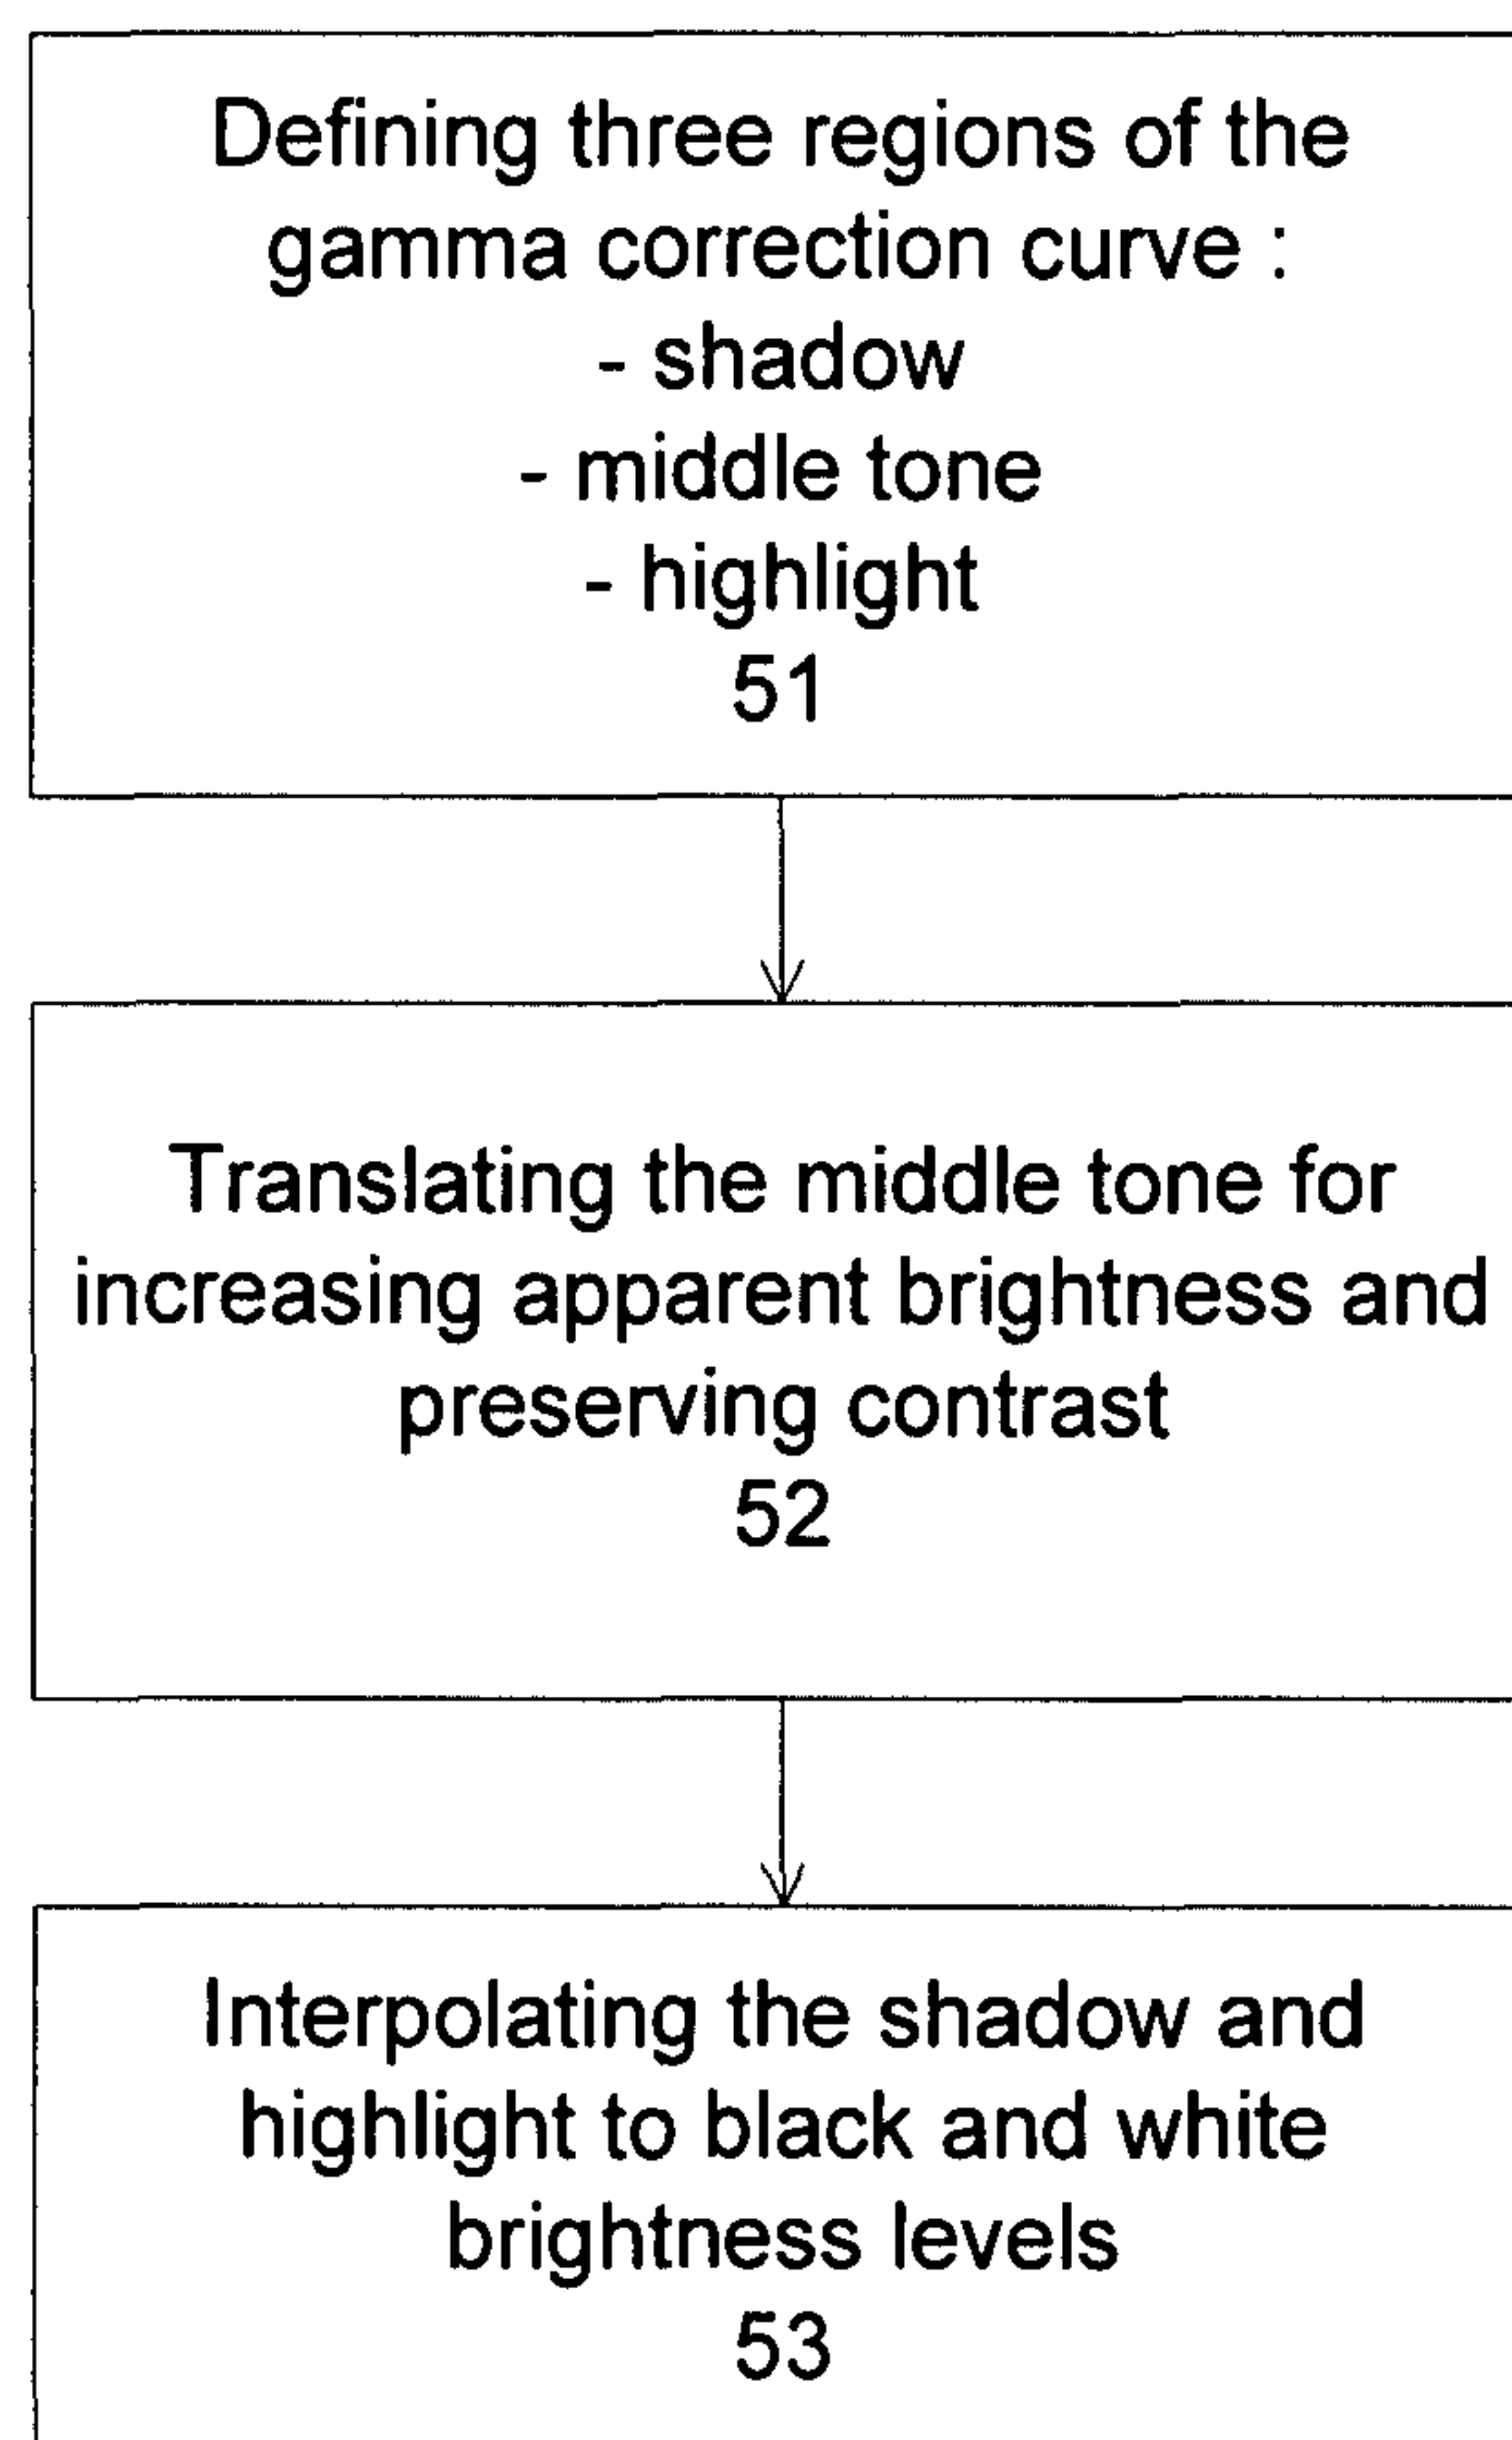 Defining three regions of the
gamma correction curve :
- shadow
- middle tone
- highlight
51
Translating the middle tone for
increasing apparent brightness and
preserving contrast
52
Interpolating the shadow and
highlight to black and white
brightness levels
53